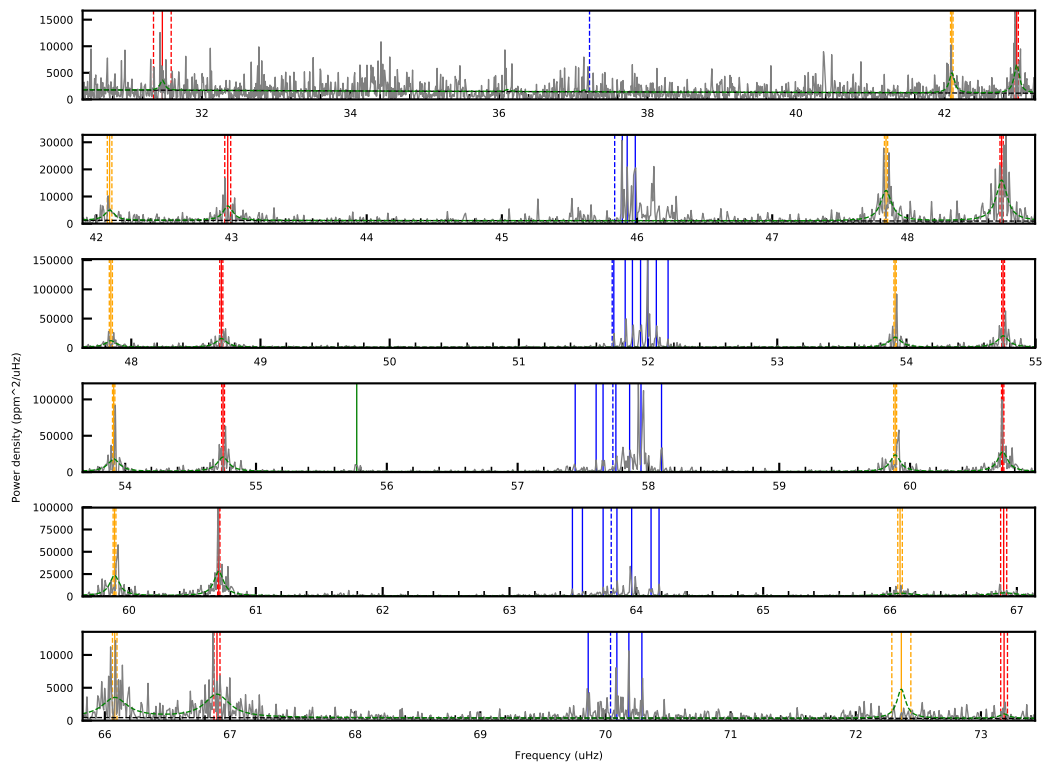 15000
10000
5000
0
32 34 36 38 40 42
30000
20000
10000
0
42 43 44 45 46 47 48
150000
100000
50000
0
48 49 50 51 52 53 54 55
Power density (ppm^2/uHz)
100000
50000
0
54 55 56 57 58 59 60
100000
75000
50000
25000
0
60 61 62 63 64 65 66 67
10000
5000
0
66 67 68 69 70 71 72 73
Frequency (uHz)